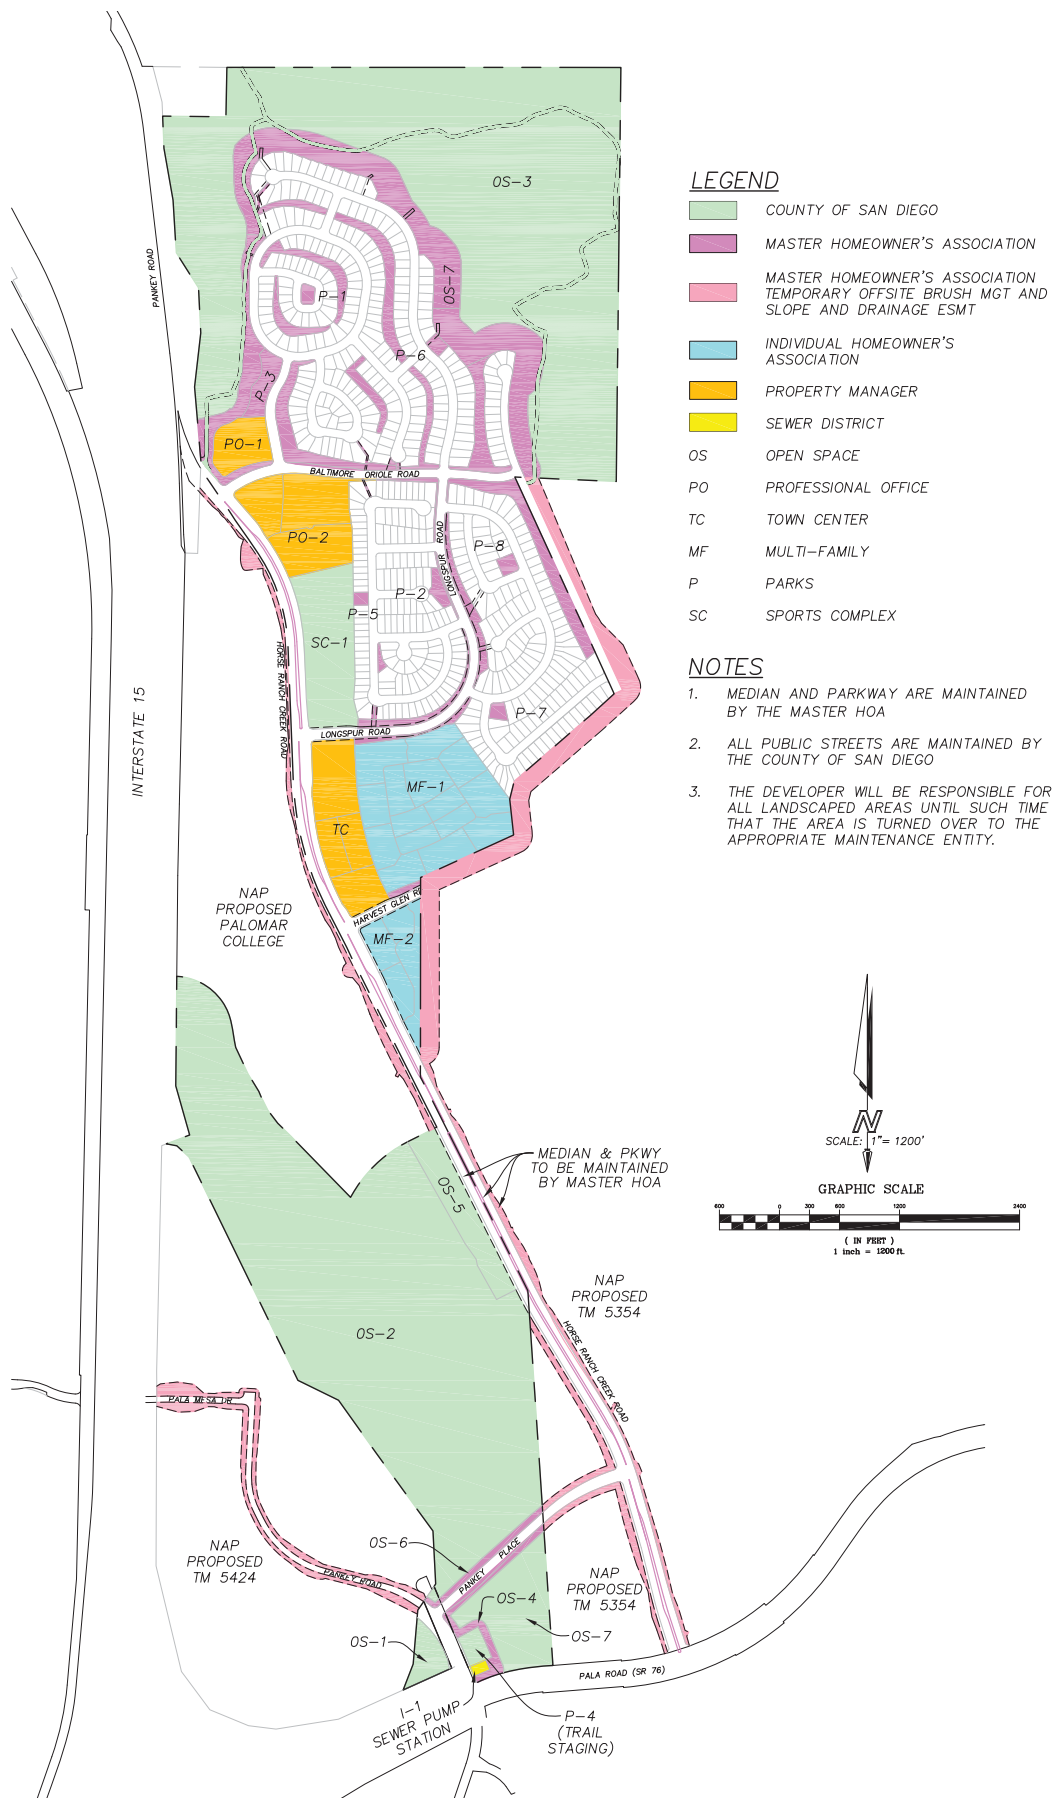 OS-3
LEGEND
COUNTY OF SAN DIEGO
MASTER HOMEOWNER'S ASSOCIATION
MASTER HOMEOWNER'S ASSOCIATION
TEMPORARY OFFSITE BRUSH MGT AND
SLOPE AND DRAINAGE ESMT
INDIVIDUAL HOMEOWNER'S
ASSOCIATION
PROPERTY MANAGER
SEWER DISTRICT
OS OPEN SPACE
PO PROFESSIONAL OFFICE
TC TOWN CENTER
MF MULTI-FAMILY
P PARKS
SC SPORTS COMPLEX
NOTES
1. MEDIAN AND PARKWAY ARE MAINTAINED
BY THE MASTER HOA
2. ALL PUBLIC STREETS ARE MAINTAINED BY
THE COUNTY OF SAN DIEGO
3. THE DEVELOPER WILL BE RESPONSIBLE FOR
ALL LANDSCAPED AREAS UNTIL SUCH TIME
THAT THE AREA IS TURNED OVER TO THE
APPROPRIATE MAINTENANCE ENTITY.
PANKEY ROAD
OS-7
P-1
P-6
P-3
PO-1
BALTIMORE ORIOLE ROAD
PO-2
LONGSPUR ROAD
P-8
P-2
P-5
SC-1
HORSE RANCH CREEK ROAD
INTERSTATE 15
P-7
LONGSPUR ROAD
MF-1
TC
NAP
PROPOSED
PALOMAR
COLLEGE
HARVEST GLEN R
MF-2
N
SCALE: 1"= 1200'
GRAPHIC SCALE
600 0 300 600 1200 2400
( IN FEET )
1 inch = 1200 ft.
MEDIAN & PKWY
TO BE MAINTAINED
BY MASTER HOA
OS-5
NAP
PROPOSED
TM 5354
OS-2
HORSE RANCH CREEK ROAD
PALA MESA DR
OS-6
PANKEY PLACE
NAP
PROPOSED
TM 5424
PANKEY ROAD
NAP
PROPOSED
TM 5354
OS-4
OS-7
OS-1
PALA ROAD (SR 76)
I-1
SEWER PUMP
STATION
P-4
(TRAIL
STAGING)